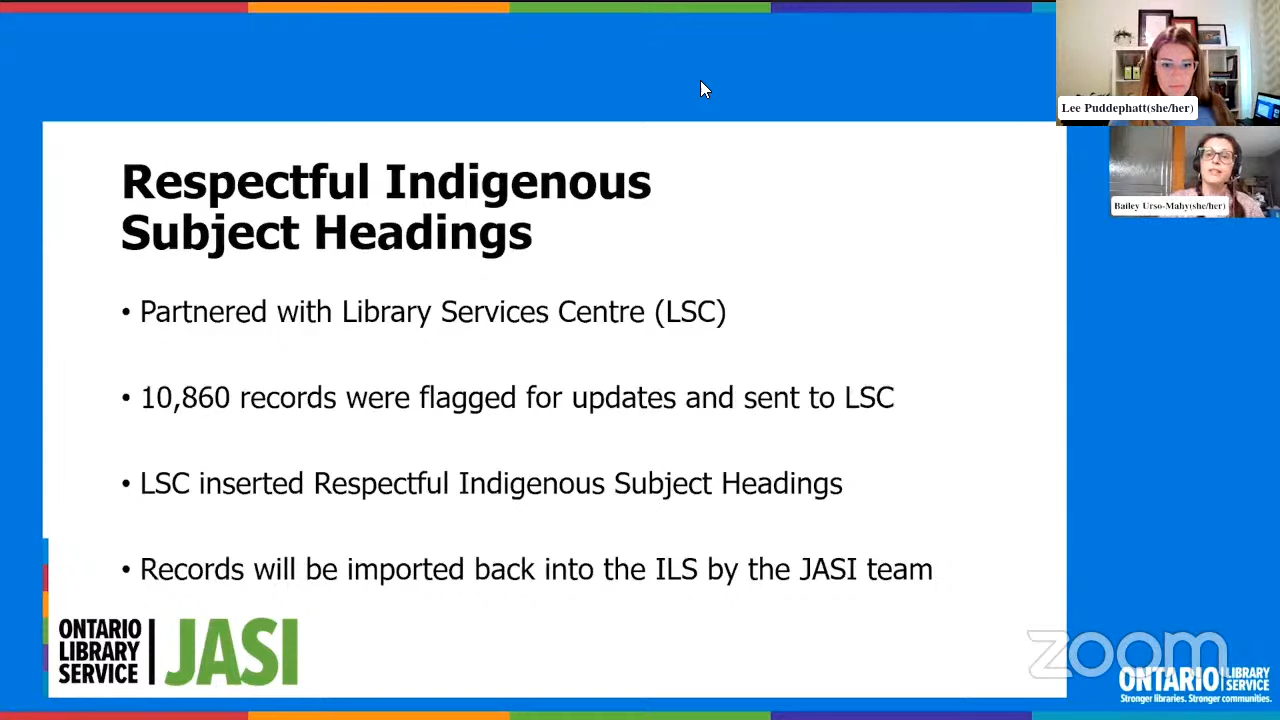 Lee Puddephatt(she/her)
Bailey Urso-Mahy(she/her)
Respectful Indigenous
Subject Headings
• Partnered with Library Services Centre (LSC)
• 10,860 records were flagged for updates and sent to LSC
• LSC inserted Respectful Indigenous Subject Headings
• Records will be imported back into the ILS by the JASI team
ONTARIO
LIBRARY
SERVICE
JASI
zoom
ONTARIO
LIBRARY
SERVICE
Stronger libraries. Stronger communities.